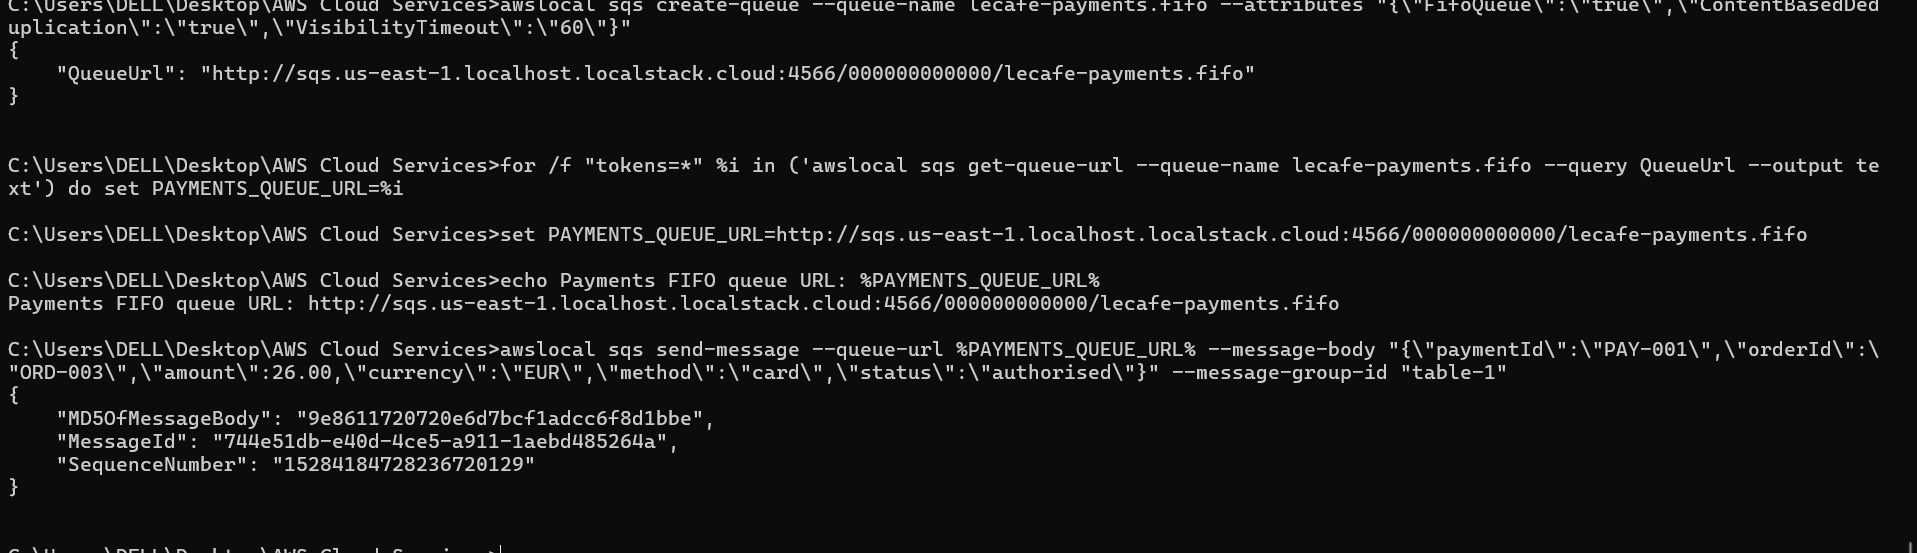 C:\Users\DELL\Desktop\AWS Cloud Services>awslocal sqs create-queue --queue-name lecafe-payments.fifo --attributes "{\"FifoQueue\":\"true\",\"ContentBasedDed
uplication\":\"true\",\"VisibilityTimeout\":\"60\"}"
{
    "QueueUrl": "http://sqs.us-east-1.localhost.localstack.cloud:4566/000000000000/lecafe-payments.fifo"
}
C:\Users\DELL\Desktop\AWS Cloud Services>for /f "tokens=*" %i in ('awslocal sqs get-queue-url --queue-name lecafe-payments.fifo --query QueueUrl --output te
xt') do set PAYMENTS_QUEUE_URL=%i
C:\Users\DELL\Desktop\AWS Cloud Services>set PAYMENTS_QUEUE_URL=http://sqs.us-east-1.localhost.localstack.cloud:4566/000000000000/lecafe-payments.fifo
C:\Users\DELL\Desktop\AWS Cloud Services>echo Payments FIFO queue URL: %PAYMENTS_QUEUE_URL%
Payments FIFO queue URL: http://sqs.us-east-1.localhost.localstack.cloud:4566/000000000000/lecafe-payments.fifo
C:\Users\DELL\Desktop\AWS Cloud Services>awslocal sqs send-message --queue-url %PAYMENTS_QUEUE_URL% --message-body "{\"paymentId\":\"PAY-001\",\"orderId\":\
"ORD-003\",\"amount\":26.00,\"currency\":\"EUR\",\"method\":\"card\",\"status\":\"authorised\"}" --message-group-id "table-1"
{
    "MD5OfMessageBody": "9e8611720720e6d7bcf1adcc6f8d1bbe",
    "MessageId": "744e51db-e40d-4ce5-a911-1aebd485264a",
    "SequenceNumber": "15284184728236720129"
}
C:\Users\DELL\Desktop\AWS Cloud Services>